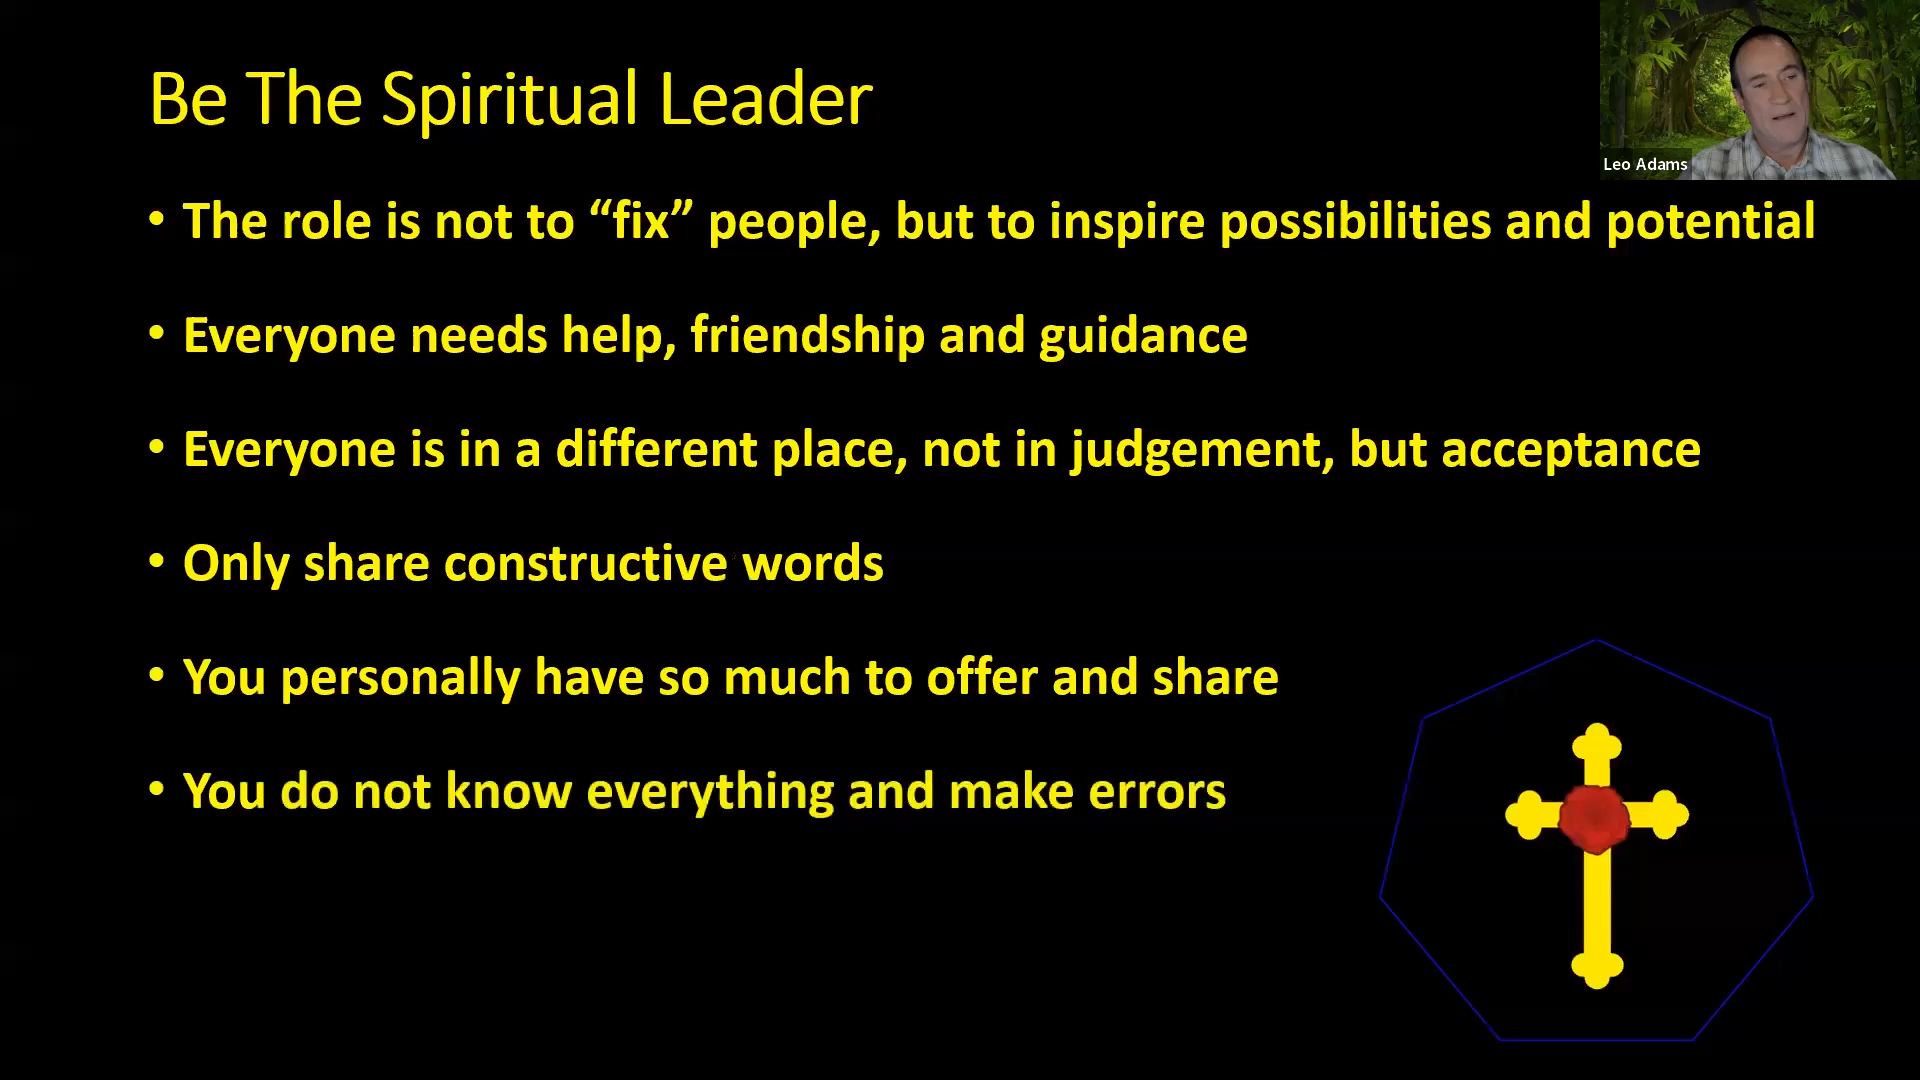 Be The Spiritual Leader
Leo Adams
• The role is not to “fix” people, but to inspire possibilities and potential
• Everyone needs help, friendship and guidance
• Everyone is in a different place, not in judgement, but acceptance
• Only share constructive words
• You personally have so much to offer and share
• You do not know everything and make errors